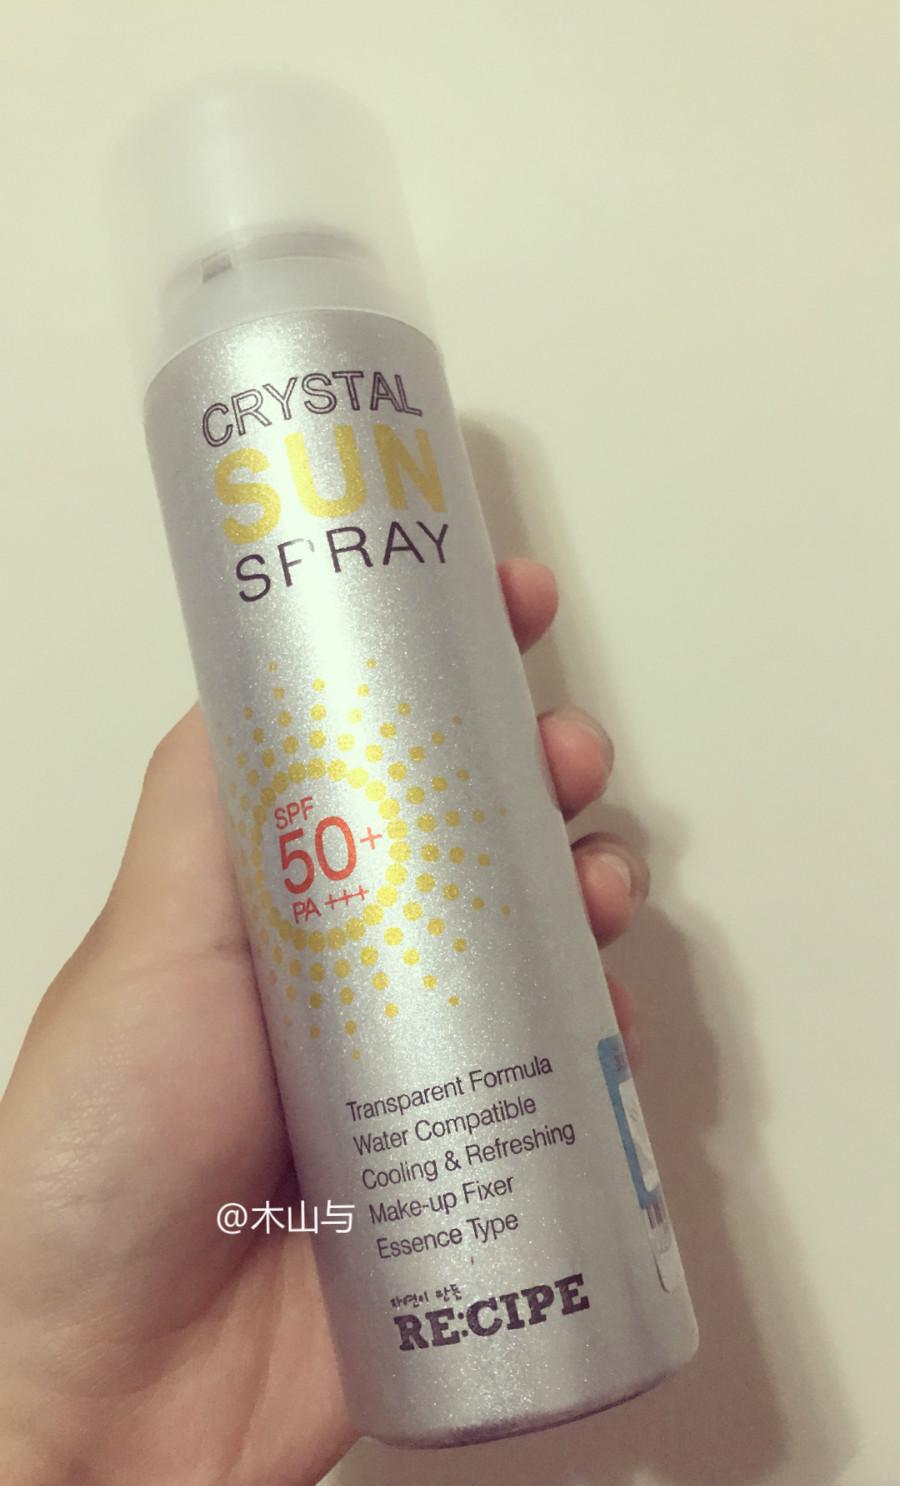 CRYSTAL
SUN
SPRAY
SPF
50+
PA +++
Transparent Formula
Water Compatible
Cooling & Refreshing
Make-up Fixer
Essence Type
자연이 만든
RE:CIPE
@木山与